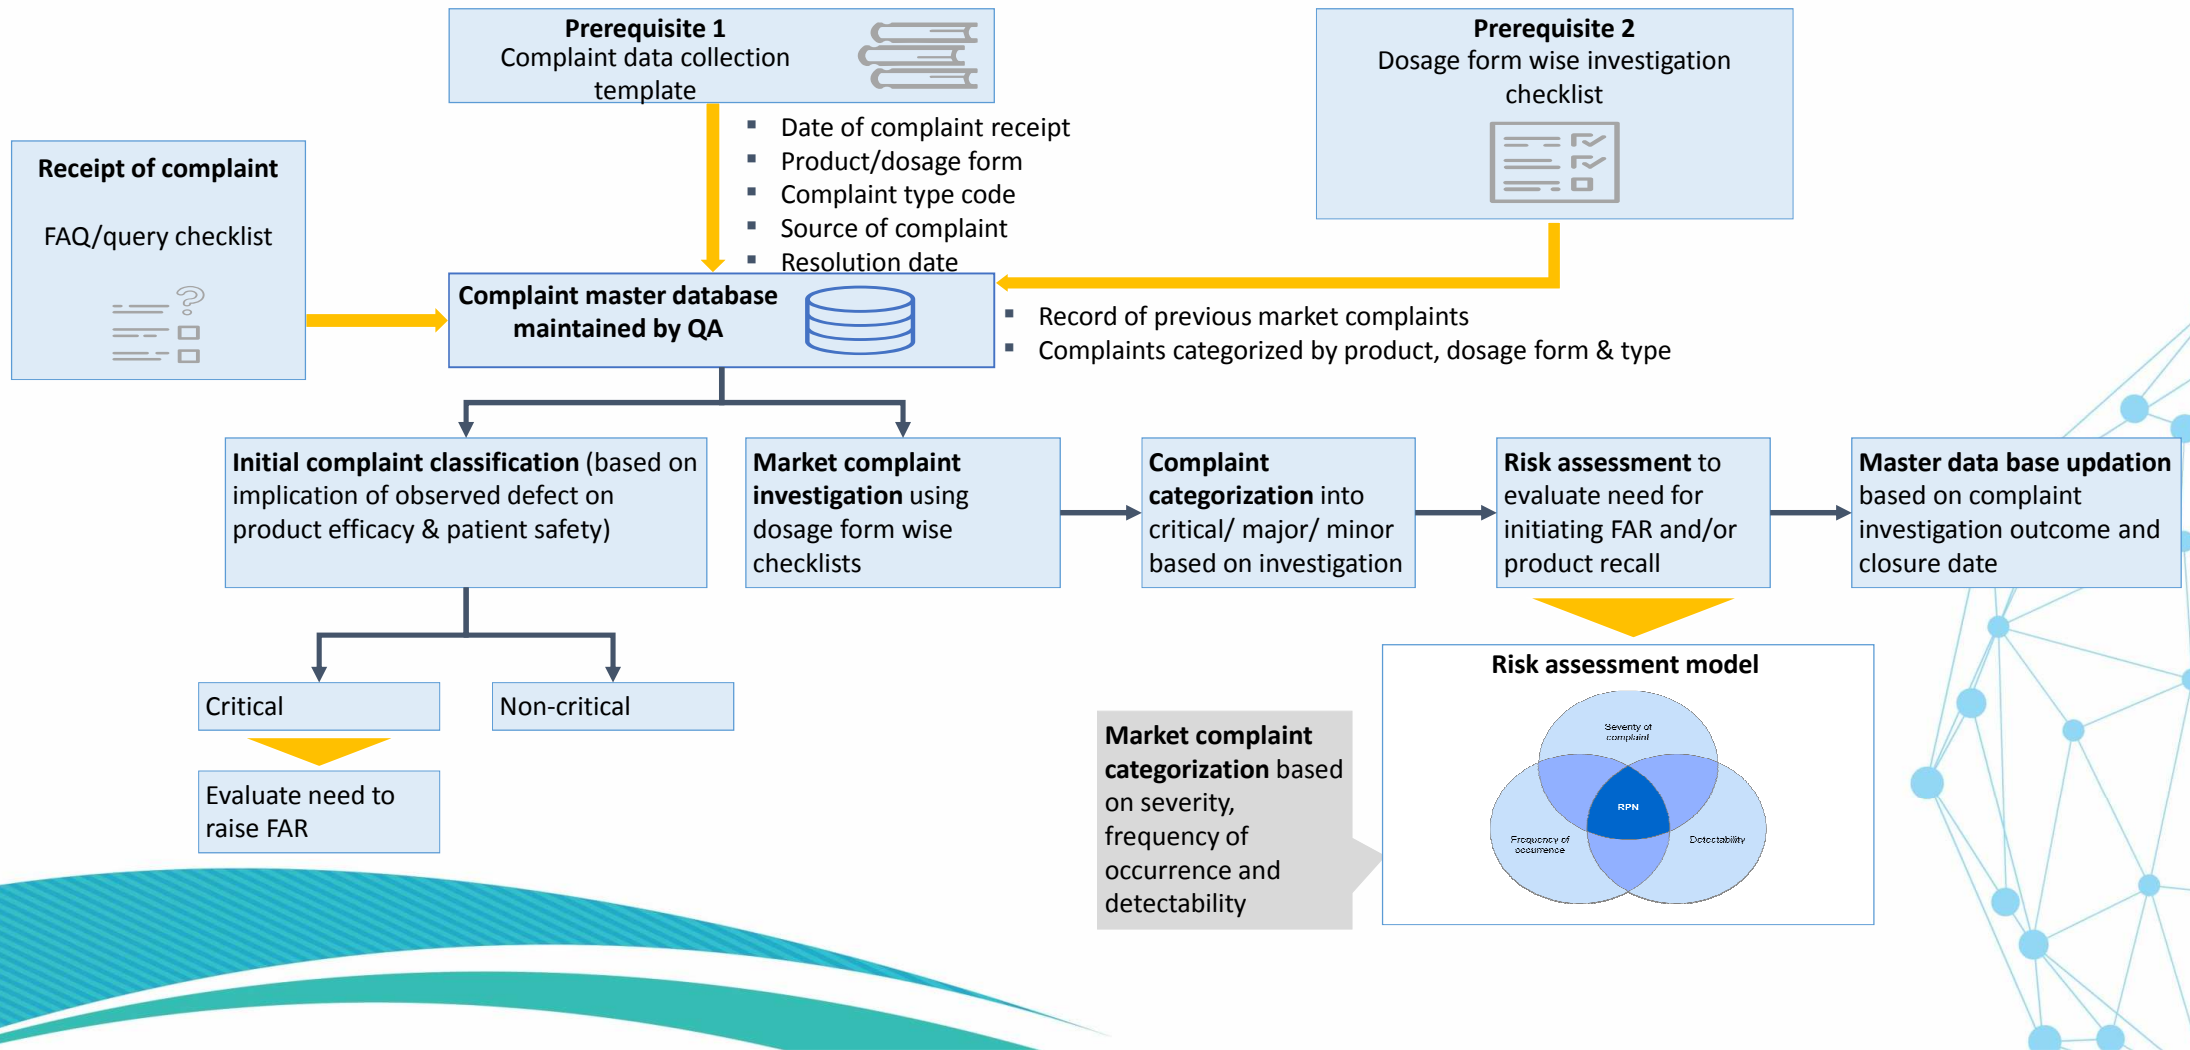 Prerequisite 1
Complaint data collection
template
Prerequisite 2
Dosage form wise investigation
checklist
Receipt of complaint
FAQ/query checklist
?
▪ Date of complaint receipt
▪ Product/dosage form
▪ Complaint type code
▪ Source of complaint
▪ Resolution date
Complaint master database
maintained by QA
▪ Record of previous market complaints
▪ Complaints categorized by product, dosage form & type
Initial complaint classification (based on
implication of observed defect on
product efficacy & patient safety)
Market complaint
investigation using
dosage form wise
checklists
Complaint
categorization into
critical/ major/ minor
based on investigation
Risk assessment to
evaluate need for
initiating FAR and/or
product recall
Master data base updation
based on complaint
investigation outcome and
closure date
Critical
Non-critical
Evaluate need to
raise FAR
Market complaint
categorization based
on severity,
frequency of
occurrence and
detectability
Risk assessment model
Severity of
complaint
RPN
Frequency of
occurrence
Detectability